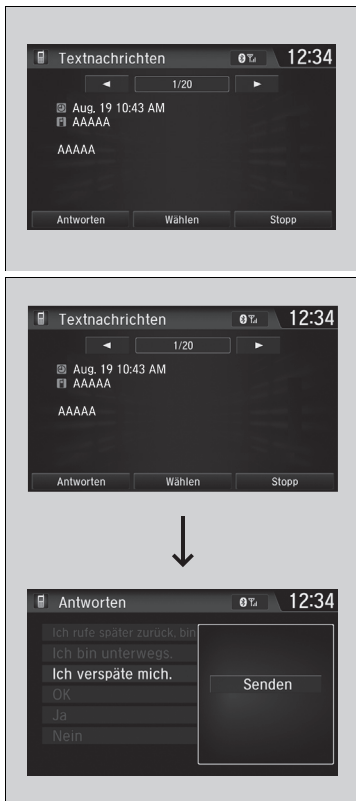 Textnachrichten 12:34
1/20
Aug. 19 10:43 AM
AAAAA
AAAAA
Antworten Wählen Stopp
Textnachrichten 12:34
1/20
Aug. 19 10:43 AM
AAAAA
AAAAA
Antworten Wählen Stopp
Antworten 12:34
Ich rufe später zurück, bin
Ich bin unterwegs.
Ich verspäte mich.
OK
Ja
Nein
Senden